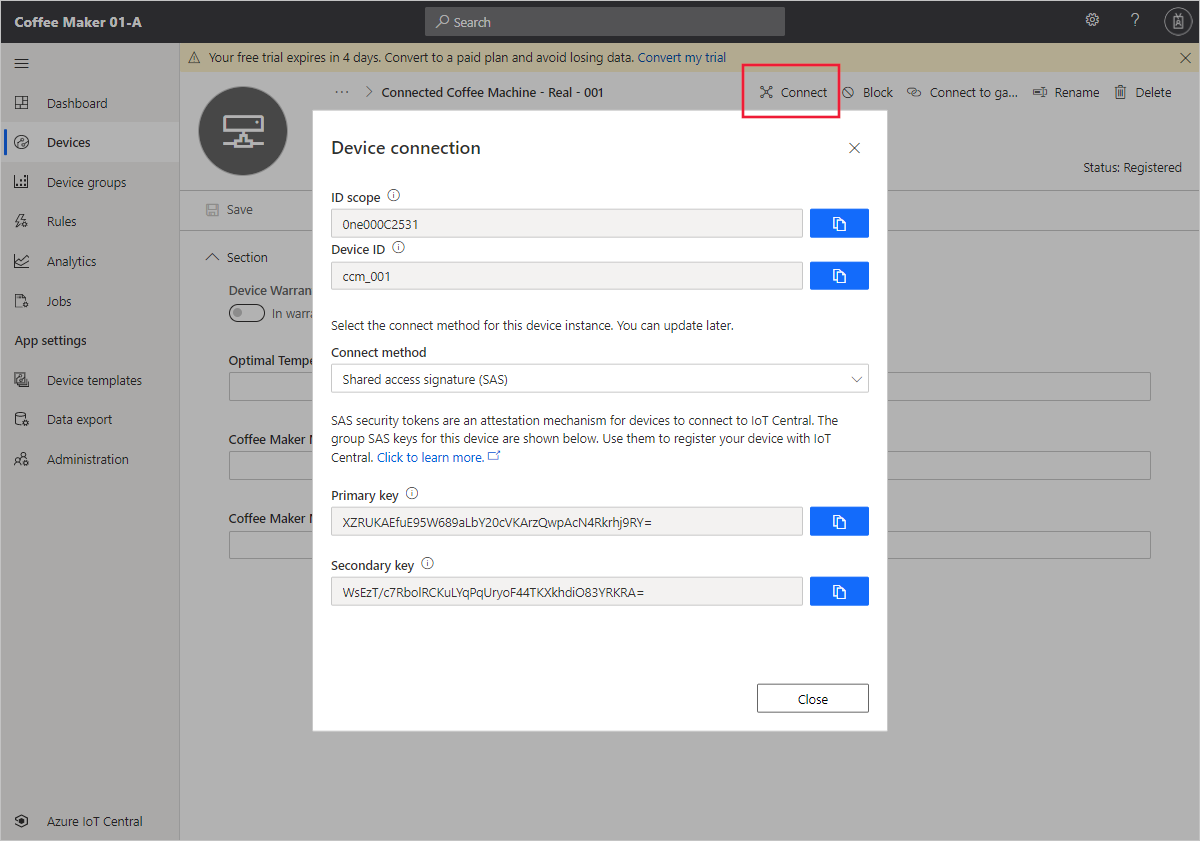 Coffee Maker 01-A
Search
Your free trial expires in 4 days. Convert to a paid plan and avoid losing data. Convert my trial
Dashboard
Devices
Device groups
Rules
Analytics
Jobs
App settings
Device templates
Data export
Administration
Azure IoT Central
... > Connected Coffee Machine - Real - 001
Connect
Block
Connect to ga...
Rename
Delete
Status: Registered
Save
Section
Device Warran
In warra
Optimal Tempe
Coffee Maker
Coffee Maker
Device connection
ID scope
0ne000C2531
Device ID
ccm_001
Select the connect method for this device instance. You can update later.
Connect method
Shared access signature (SAS)
SAS security tokens are an attestation mechanism for devices to connect to IoT Central. The
group SAS keys for this device are shown below. Use them to register your device with IoT
Central. Click to learn more.
Primary key
XZRUKAEfuE95W689aLbY20cVKArzQwpAcN4Rkrhj9RY=
Secondary key
WsEzT/c7RbolRCKuLYqPqUryoF44TKXkhdiO83YRKRA=
Close